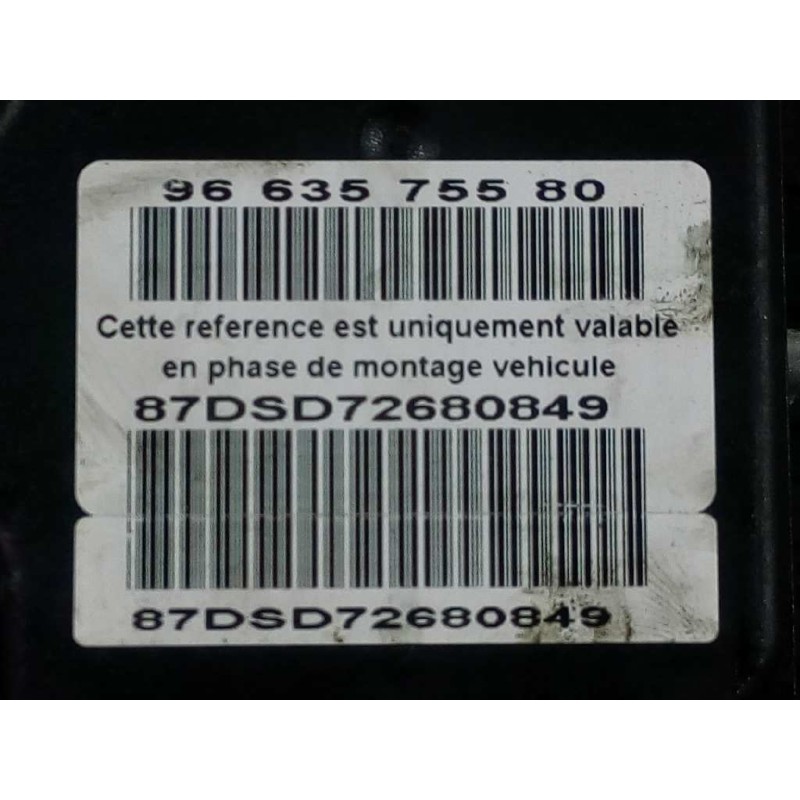 96 635 755 80
Cette reference est uniquement valable
en phase de montage vehicule
87DSD72680849
87DSD72680849